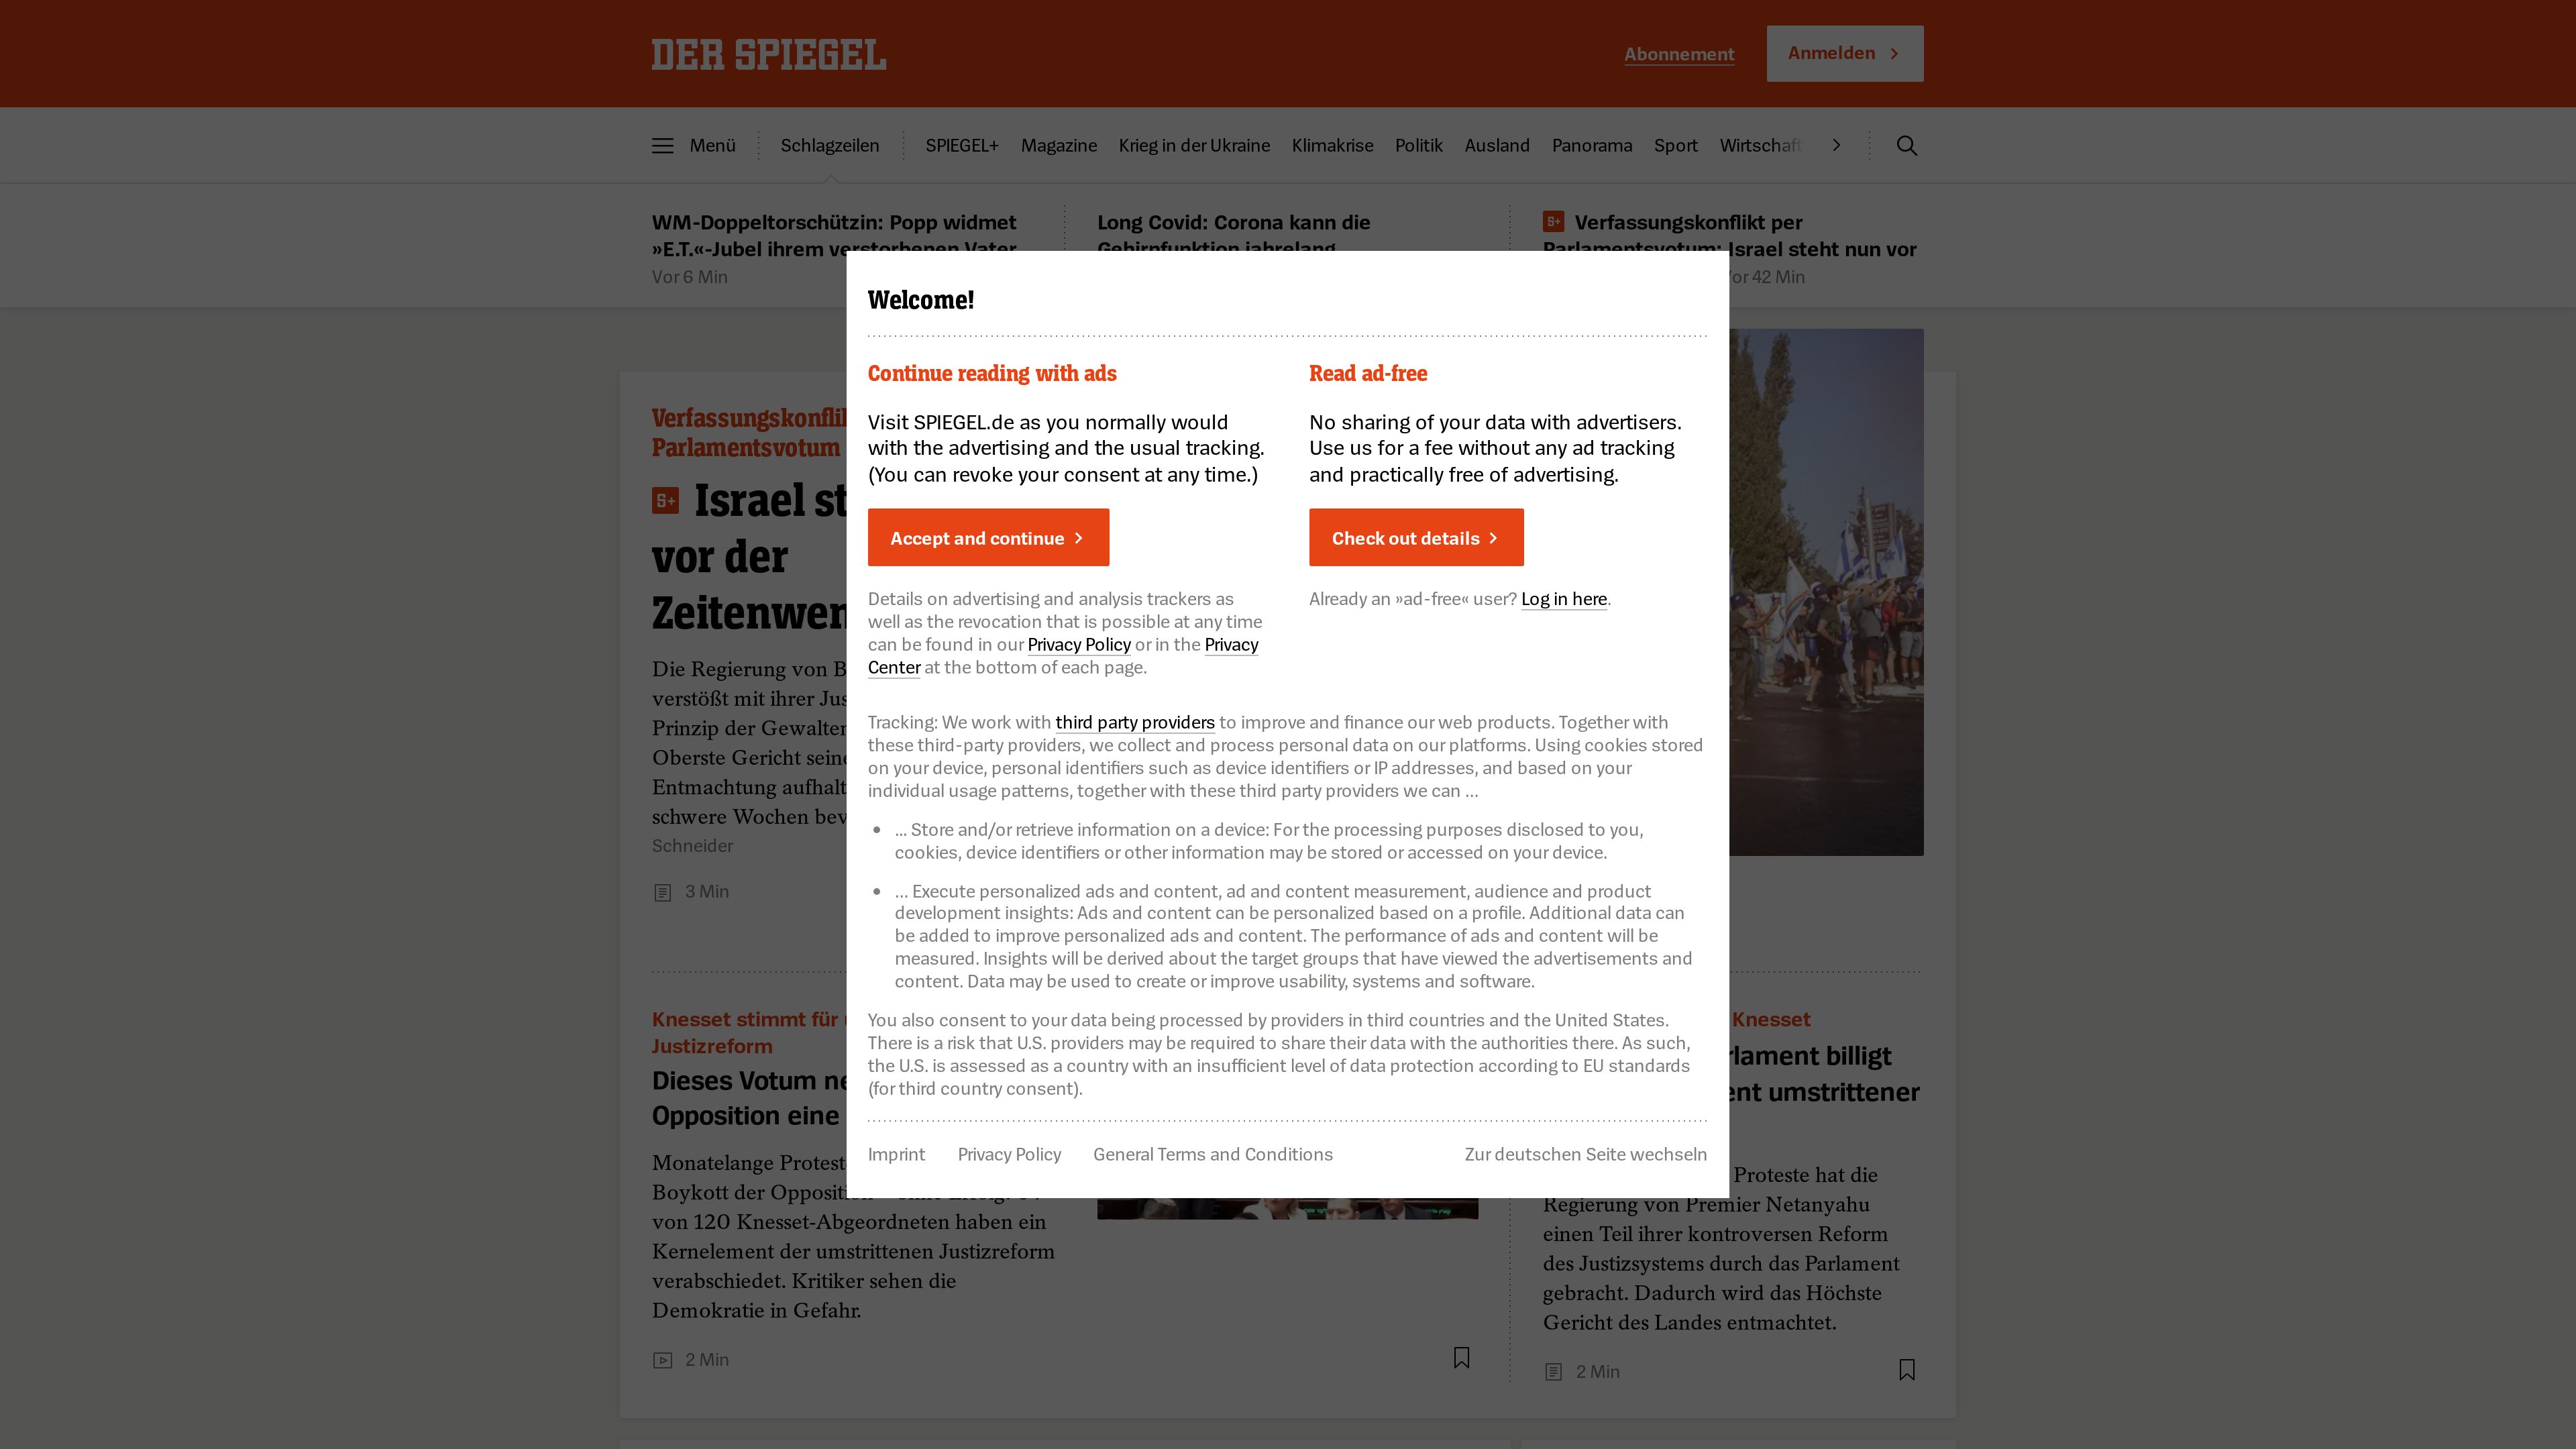 DER SPIEGEL
Abonnement
Anmelden
Menü
Schlagzeilen
SPIEGEL+
Magazine
Krieg in der Ukraine
Klimakrise
Politik
Ausland
Panorama
Sport
Wirtschaft
WM-Doppeltorschützin: Popp widmet
»E.T.«-Jubel ihrem verstorbenen Vater
Vor 6 Min
Long Covid: Corona kann die
Gehirnfunktion jahrelang
S+ Verfassungskonflikt per
Parlamentsvotum: Israel steht nun vor
Vor 42 Min
Welcome!
Continue reading with ads
Visit SPIEGEL.de as you normally would
with the advertising and the usual tracking.
(You can revoke your consent at any time.)
Accept and continue
Details on advertising and analysis trackers as
well as the revocation that is possible at any time
can be found in our Privacy Policy or in the Privacy
Center at the bottom of each page.
Read ad-free
No sharing of your data with advertisers.
Use us for a fee without any ad tracking
and practically free of advertising.
Check out details
Already an »ad-free« user? Log in here.
Tracking: We work with third party providers to improve and finance our web products. Together with
these third-party providers, we collect and process personal data on our platforms. Using cookies stored
on your device, personal identifiers such as device identifiers or IP addresses, and based on your
individual usage patterns, together with these third party providers we can ...
• ... Store and/or retrieve information on a device: For the processing purposes disclosed to you,
cookies, device identifiers or other information may be stored or accessed on your device.
• ... Execute personalized ads and content, ad and content measurement, audience and product
development insights: Ads and content can be personalized based on a profile. Additional data can
be added to improve personalized ads and content. The performance of ads and content will be
measured. Insights will be derived about the target groups that have viewed the advertisements and
content. Data may be used to create or improve usability, systems and software.
You also consent to your data being processed by providers in third countries and the United States.
There is a risk that U.S. providers may be required to share their data with the authorities there. As such,
the U.S. is assessed as a country with an insufficient level of data protection according to EU standards
(for third country consent).
Imprint
Privacy Policy
General Terms and Conditions
Zur deutschen Seite wechseln
Verfassungskonfli
Parlamentsvotum
S+ Israel st
vor der
Zeitenwen
Die Regierung von B
verstößt mit ihrer Jus
Prinzip der Gewalten
Oberste Gericht seine
Entmachtung aufhalt
schwere Wochen bev
Schneider
3 Min
Knesset stimmt für
Justizreform
Dieses Votum ne
Opposition eine
Monatelange Protest
Boykott der Opposition
von 120 Knesset-Abgeordneten haben ein
Kernelement der umstrittenen Justizreform
verabschiedet. Kritiker sehen die
Demokratie in Gefahr.
2 Min
Knesset
rlament billigt
ent umstrittener
Proteste hat die
Regierung von Premier Netanyahu
einen Teil ihrer kontroversen Reform
des Justizsystems durch das Parlament
gebracht. Dadurch wird das Höchste
Gericht des Landes entmachtet.
2 Min